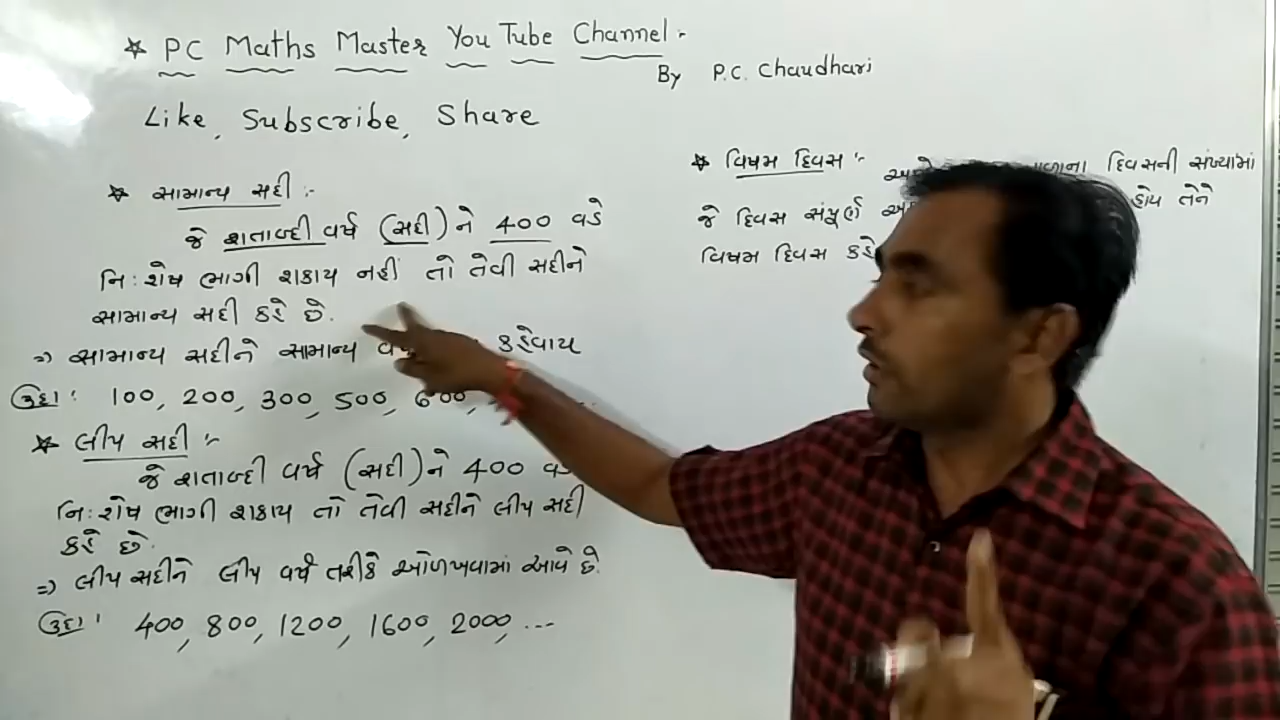 * PC Maths Master You Tube Channel :-
By P.C. Chaudhari
Like, Subscribe, Share
* સામાન્ય સદી :-
જે શતાબ્દી વર્ષ (સદી) ને 400 વડે
નિઃશેષ ભાગી શકાય નહીં તો તેવી સદીને
સામાન્ય સદી કહે છે.
=> સામાન્ય સદીને સામાન્ય કહેવાય
ઉદા : 100, 200, 300, 500, 600,
* લીપ સદી :-
જે શતાબ્દી વર્ષ (સદી) ને 400
નિઃશેષ ભાગી શકાય તો તેવી સદીને લીપ સદી
કહે છે.
=> લીપ સદીને લીપ વર્ષ તરીકે ઓળખવામાં આવે છે.
ઉદા : 400, 800, 1200, 1600, 2000, ...
* વિષમ દિવસ :- દિવસની સંખ્યામાં
જે દિવસ સંપૂર્ણ હોય તેને
વિષમ દિવસ